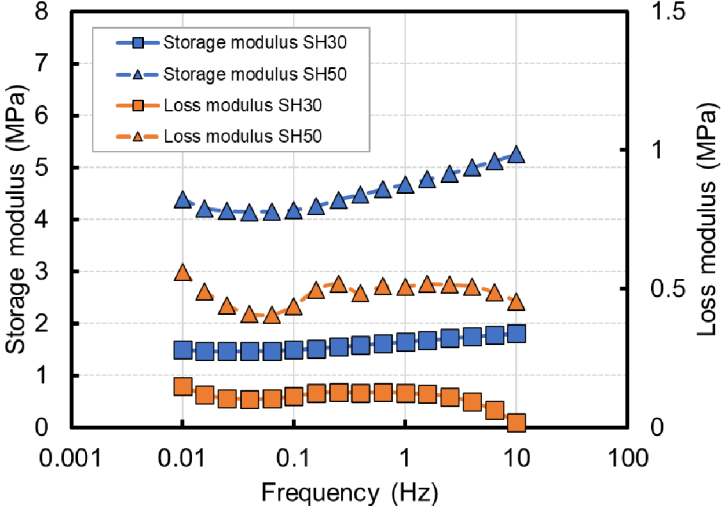 8
7
6
5
4
3
2
1
0
Storage modulus (MPa)
Storage modulus SH30
Storage modulus SH50
Loss modulus SH30
Loss modulus SH50
1.5
1
0.5
0
Loss modulus (MPa)
0.001 0.01 0.1 1 10 100
Frequency (Hz)